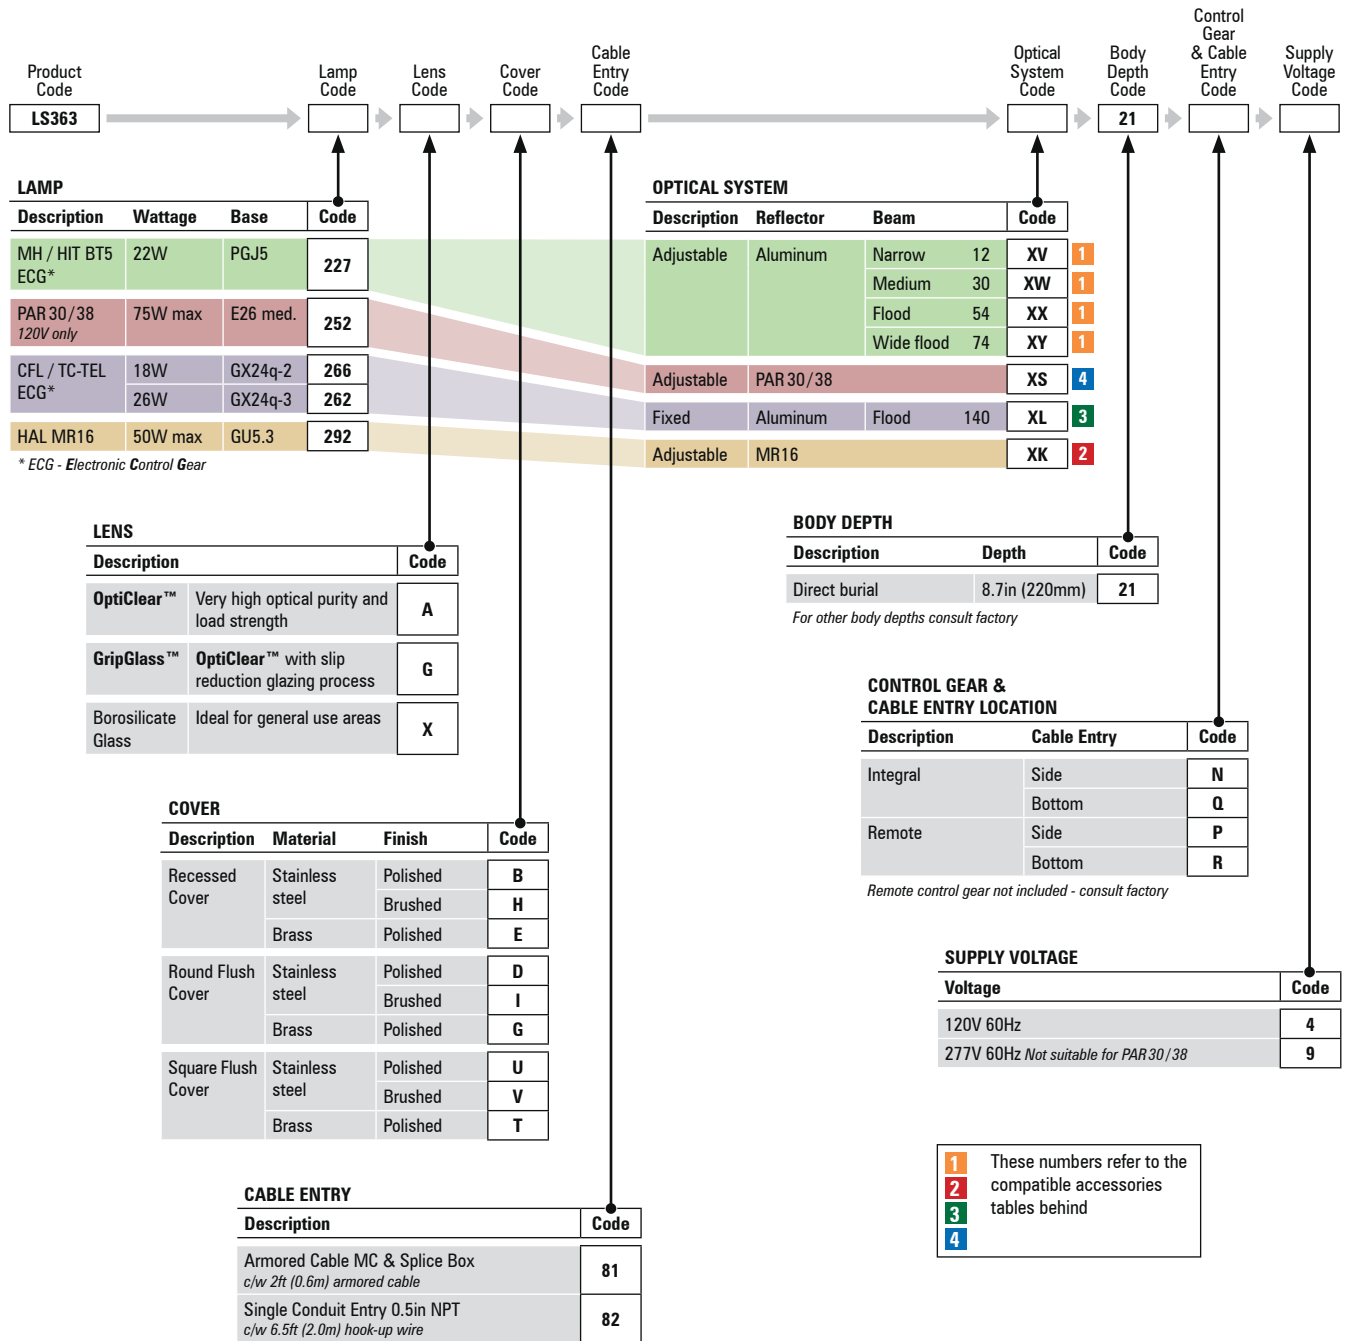 Product Code
Lamp Code
Lens Code
Cover Code
Cable Entry Code
Optical System Code
Body Depth Code
Control Gear & Cable Entry Code
Supply Voltage Code
LS363
21
LAMP
Description Wattage Base Code
MH / HIT BT5 ECG* 22W PGJ5 227
PAR 30/38 120V only 75W max E26 med. 252
CFL / TC-TEL ECG* 18W GX24q-2 266
26W GX24q-3 262
HAL MR16 50W max GU5.3 292
* ECG - Electronic Control Gear
OPTICAL SYSTEM
Description Reflector Beam Code
Adjustable Aluminum Narrow 12 XV 1
Medium 30 XW 1
Flood 54 XX 1
Wide flood 74 XY 1
Adjustable PAR 30/38 XS 4
Fixed Aluminum Flood 140 XL 3
Adjustable MR16 XK 2
LENS
Description Code
OptiClear™ Very high optical purity and load strength A
GripGlass™ OptiClear™ with slip reduction glazing process G
Borosilicate Glass Ideal for general use areas X
BODY DEPTH
Description Depth Code
Direct burial 8.7in (220mm) 21
For other body depths consult factory
CONTROL GEAR &
CABLE ENTRY LOCATION
Description Cable Entry Code
Integral Side N
Bottom Q
Remote Side P
Bottom R
Remote control gear not included - consult factory
COVER
Description Material Finish Code
Recessed Cover Stainless steel Polished B
Brushed H
Brass Polished E
Round Flush Cover Stainless steel Polished D
Brushed I
Brass Polished G
Square Flush Cover Stainless steel Polished U
Brushed V
Brass Polished T
SUPPLY VOLTAGE
Voltage Code
120V 60Hz 4
277V 60Hz Not suitable for PAR 30/38 9
1 These numbers refer to the
2 compatible accessories
3 tables behind
4
CABLE ENTRY
Description Code
Armored Cable MC & Splice Box 81
c/w 2ft (0.6m) armored cable
Single Conduit Entry 0.5in NPT 82
c/w 6.5ft (2.0m) hook-up wire